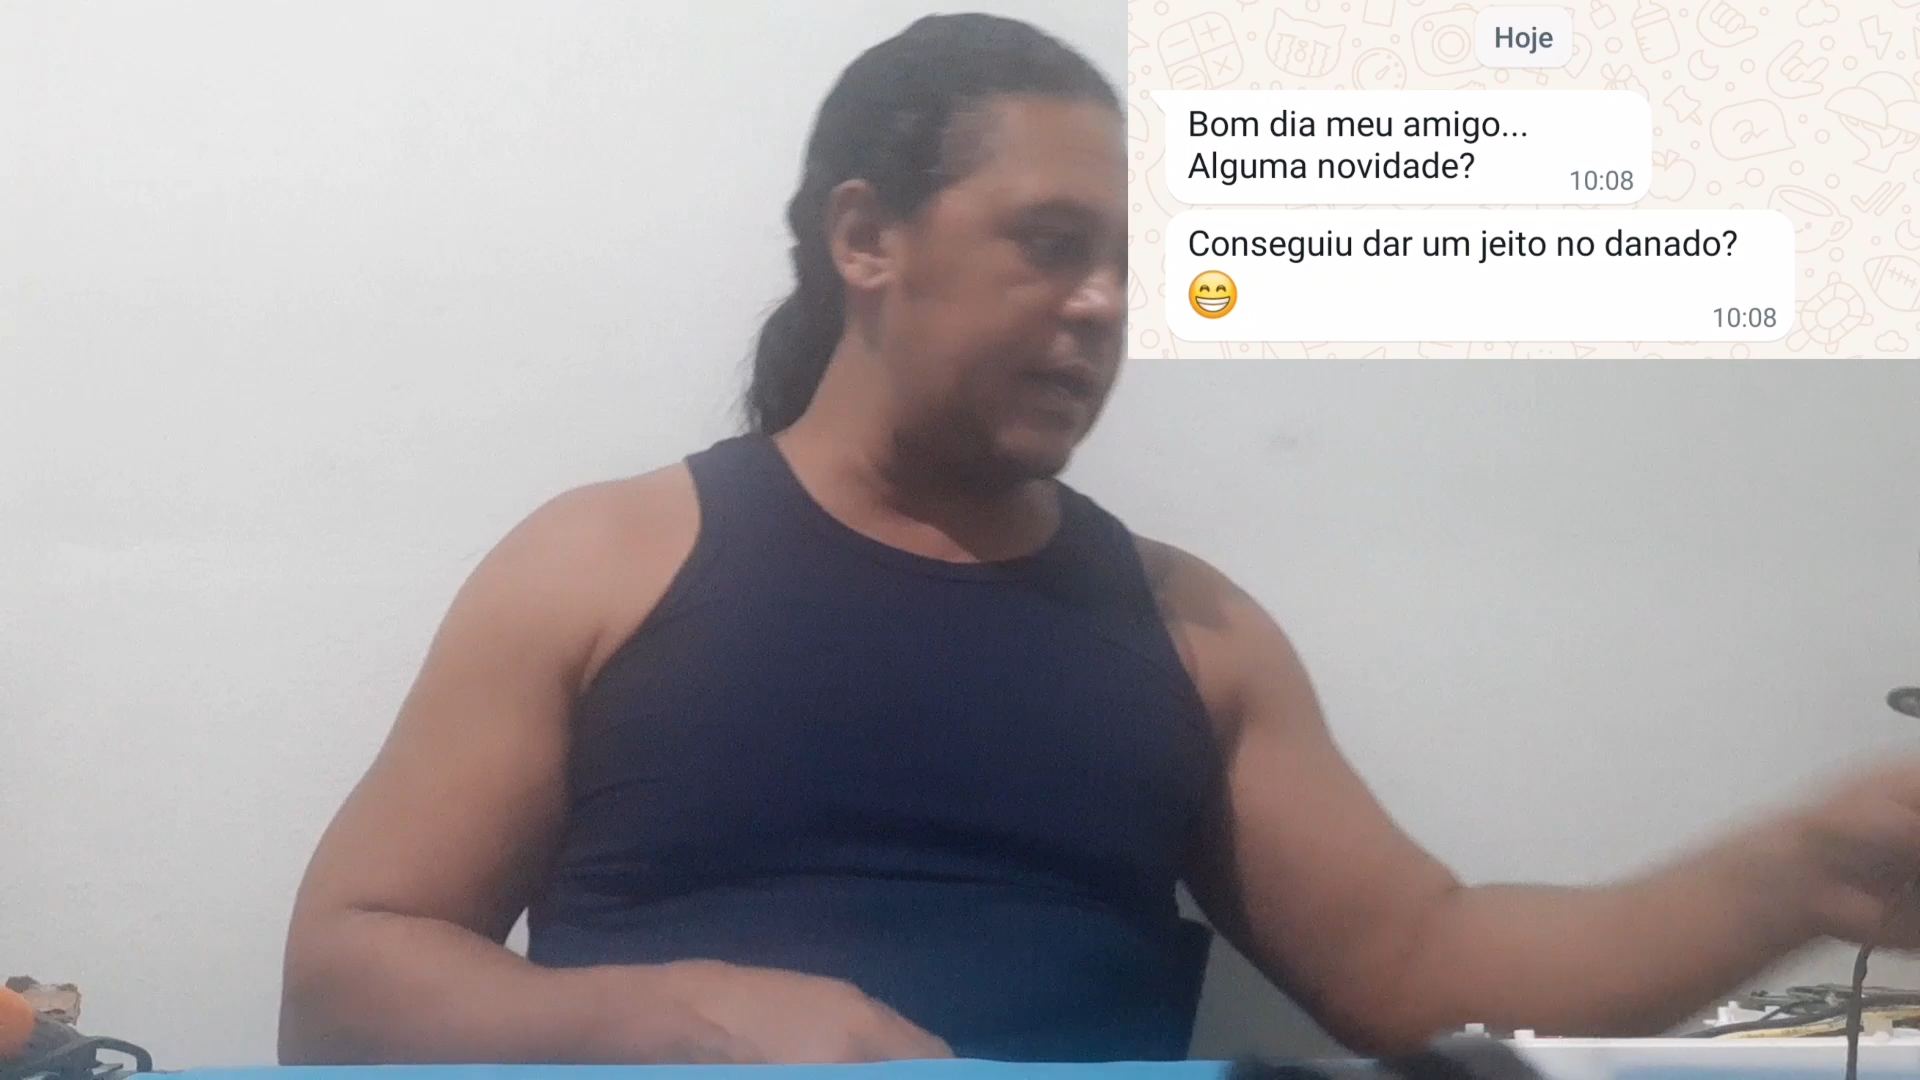 Hoje
Bom dia meu amigo...
Alguma novidade?
10:08
Conseguiu dar um jeito no danado?
😁
10:08